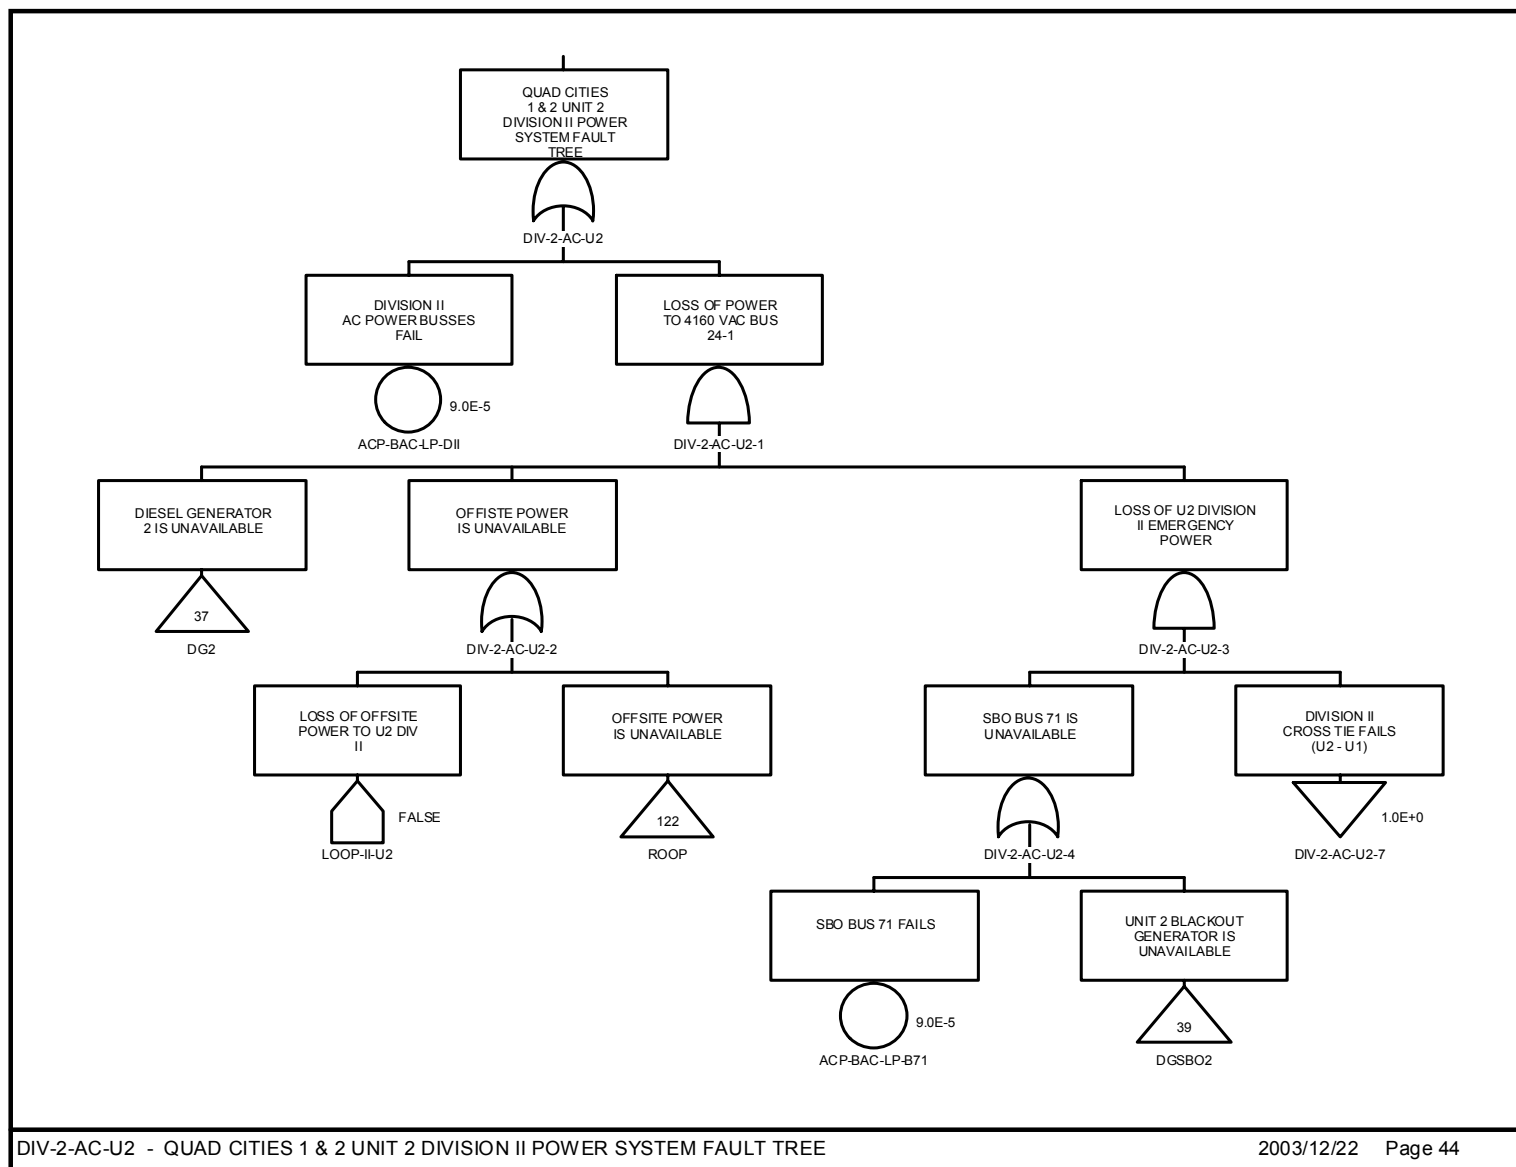 QUAD CITIES
1 & 2 UNIT 2
DIVISION II POWER
SYSTEM FAULT
TREE
DIV-2-AC-U2
DIVISION II
AC POWER BUSSES
FAIL
9.0E-5
ACP-BAC-LP-DII
LOSS OF POWER
TO 4160 VAC BUS
24-1
DIV-2-AC-U2-1
DIESEL GENERATOR
2 IS UNAVAILABLE
37
DG2
OFFISTE POWER
IS UNAVAILABLE
DIV-2-AC-U2-2
LOSS OF U2 DIVISION
II EMERGENCY
POWER
DIV-2-AC-U2-3
LOSS OF OFFSITE
POWER TO U2 DIV
II
FALSE
LOOP-II-U2
OFFSITE POWER
IS UNAVAILABLE
122
ROOP
SBO BUS 71 IS
UNAVAILABLE
DIV-2-AC-U2-4
DIVISION II
CROSS TIE FAILS
(U2 - U1)
1.0E+0
DIV-2-AC-U2-7
SBO BUS 71 FAILS
9.0E-5
ACP-BAC-LP-B71
UNIT 2 BLACKOUT
GENERATOR IS
UNAVAILABLE
39
DGSBO2
DIV-2-AC-U2 - QUAD CITIES 1 & 2 UNIT 2 DIVISION II POWER SYSTEM FAULT TREE
2003/12/22 Page 44